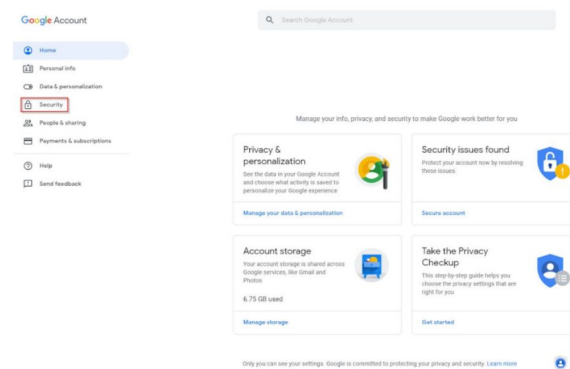 Google Account
Search Google Account
Home
Personal info
Data & personalization
Security
People & sharing
Payments & subscriptions
Help
Send feedback
Manage your info, privacy, and security to make Google work better for you
Privacy &
personalization
See the data in your Google Account
and choose what activity is saved to
personalize your Google experience
Manage your data & personalization
Security issues found
Protect your account now by resolving
these issues
Secure account
Account storage
Your account storage is shared across
Google services, like Gmail and
Photos
6.75 GB used
Manage storage
Take the Privacy
Checkup
This step-by-step guide helps you
choose the privacy settings that are
right for you
Get started
Only you can see your settings. Google is committed to protecting your privacy and security. Learn more